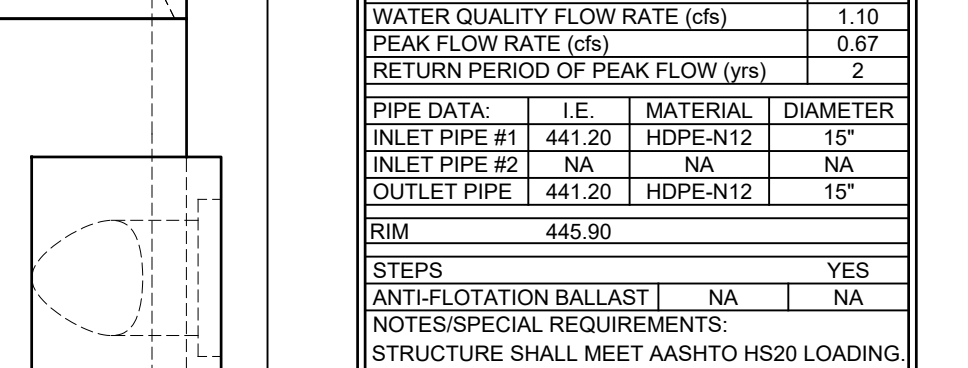 WATER QUALITY FLOW RATE (cfs) 1.10
PEAK FLOW RATE (cfs) 0.67
RETURN PERIOD OF PEAK FLOW (yrs) 2
PIPE DATA: I.E. MATERIAL DIAMETER
INLET PIPE #1 441.20 HDPE-N12 15"
INLET PIPE #2 NA NA NA
OUTLET PIPE 441.20 HDPE-N12 15"
RIM 445.90
STEPS YES
ANTI-FLOTATION BALLAST NA NA
NOTES/SPECIAL REQUIREMENTS:
STRUCTURE SHALL MEET AASHTO HS20 LOADING.